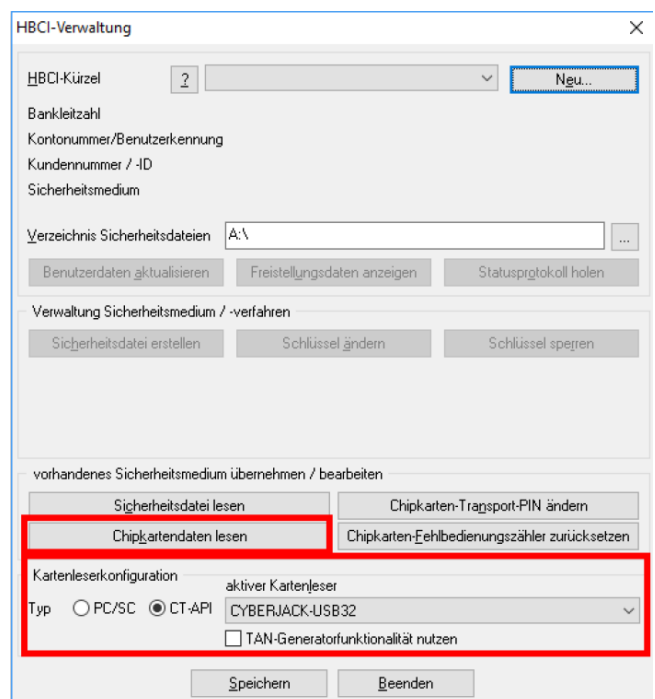 HBCI-Verwaltung
HBCI-Kürzel ? Neu...
Bankleitzahl
Kontonummer/Benutzerkennung
Kundennummer / -ID
Sicherheitsmedium
Verzeichnis Sicherheitsdateien A:\ ...
Benutzerdaten aktualisieren Freistellungsdaten anzeigen Statusprotokoll holen
Verwaltung Sicherheitsmedium / -verfahren
Sicherheitsdatei erstellen Schlüssel ändern Schlüssel sperren
vorhandenes Sicherheitsmedium übernehmen / bearbeiten
Sicherheitsdatei lesen Chipkarten-Transport-PIN ändern
Chipkartendaten lesen Chipkarten-Fehlbedienungszähler zurücksetzen
Kartenleserkonfiguration
aktiver Kartenleser
Typ PC/SC CT-API CYBERJACK-USB32
TAN-Generatorfunktionalität nutzen
Speichern Beenden